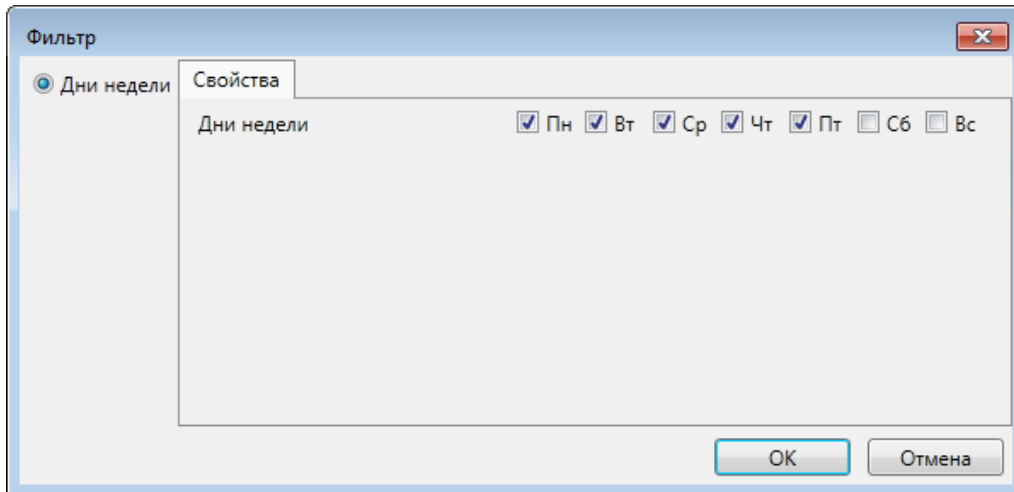 Фильтр
Дни недели
Свойства
Дни недели Пн Вт Ср Чт Пт Сб Вс
OK Отмена